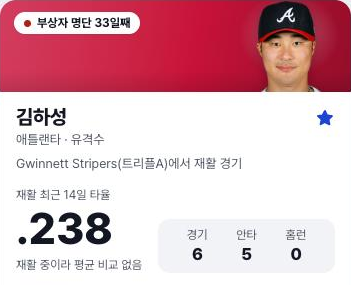 부상자 명단 33일째
김하성
애틀랜타 · 유격수
Gwinnett Stripers(트리플A)에서 재활 경기
재활 최근 14일 타율
.238
경기 안타 홈런
6 5 0
재활 중이라 평균 비교 없음